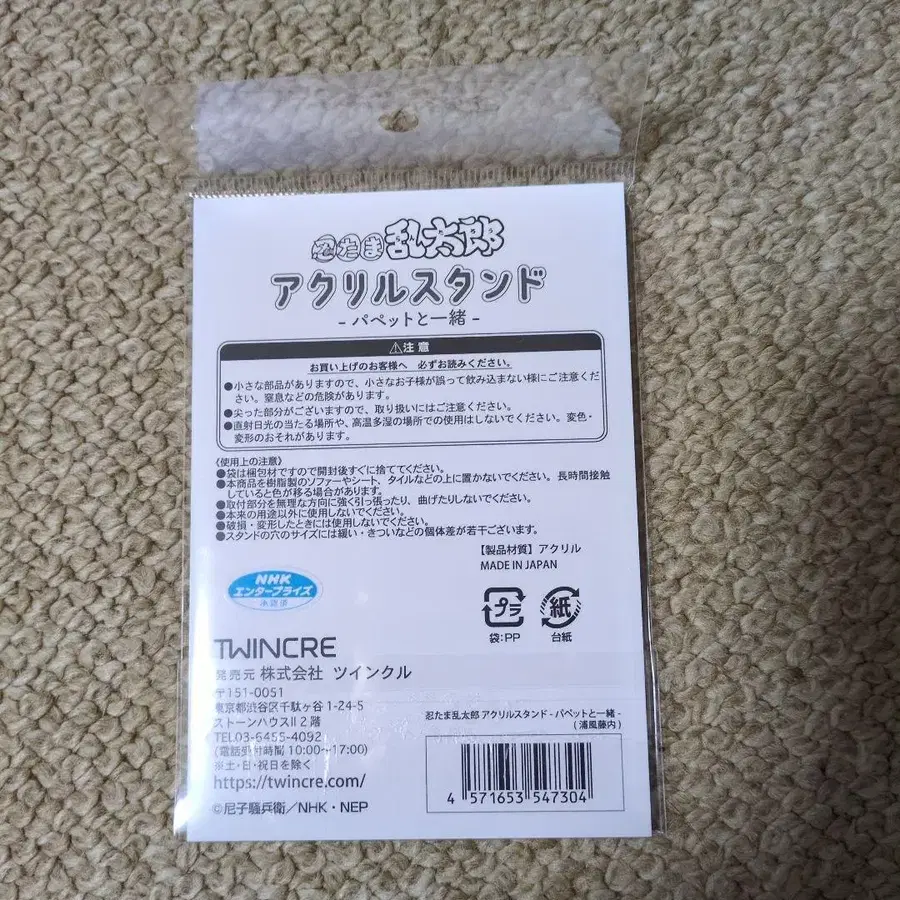 忍たま乱太郎
アクリルスタンド
- パペットと一緒 -
⚠注意
お買い上げのお客様へ 必ずお読みください。
●小さな部品がありますので、小さなお子様が誤って飲み込まない様にご注意くだ
さい。窒息などの危険があります。
●尖った部分がございますので、取り扱いにはご注意ください。
●直射日光の当たる場所や、高温多湿の場所での使用はしないでください。変色・
変形のおそれがあります。
《使用上の注意》
●袋は梱包材ですので開封後すぐに捨ててください。
●本商品を樹脂製のソファーやシート、タイルなどの上に置かないでください。長時間接触
していると色が移る場合があります。
●取付部分を無理な方向に強く引っ張ったり、曲げたりしないでください。
●本来の用途以外に使用しないでください。
●破損・変形したときには使用しないでください。
●スタンドの穴のサイズには緩い・きついなどの個体差が若干ございます。
【製品材質】アクリル
MADE IN JAPAN
NHK
エンタープライズ
承認済
プラ
紙
袋:PP
台紙
TWINCRE
発売元 株式会社 ツインクル
〒151-0051
東京都渋谷区千駄ヶ谷 1-24-5
ストーンハウスⅡ 2階
TEL03-6455-4092
(電話受付時間 10:00〜17:00)
※土・日・祝日を除く
https://twincre.com/
©尼子騒兵衛／NHK・NEP
忍たま乱太郎 アクリルスタンド - パペットと一緒 -
(浦風藤内)
4 571653 547304